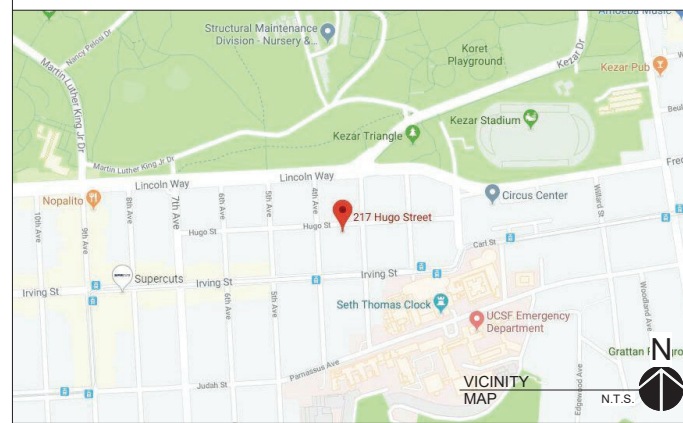 Amoeba Music
Structural Maintenance
Division - Nursery &...
Nancy Pelosi Dr
Koret
Playground
Kezar Dr
Kezar Pub
Martin Luther King Jr Dr
Kezar Stadium
Kezar Triangle
Martin Luther King Jr Dr
Lincoln Way
Lincoln Way
Circus Center
Nopalito
10th Ave
9th Ave
8th Ave
7th Ave
6th Ave
5th Ave
4th Ave
Willard St
217 Hugo Street
Hugo St
Hugo St
Carl St
Supercuts
Irving St
Irving St
Irving St
6th Ave
5th Ave
Seth Thomas Clock
UCSF Emergency
Department
Woodland Ave
Parnassus Ave
Judah St
Edgewood Ave
Grattan
N
VICINITY
MAP
N.T.S.